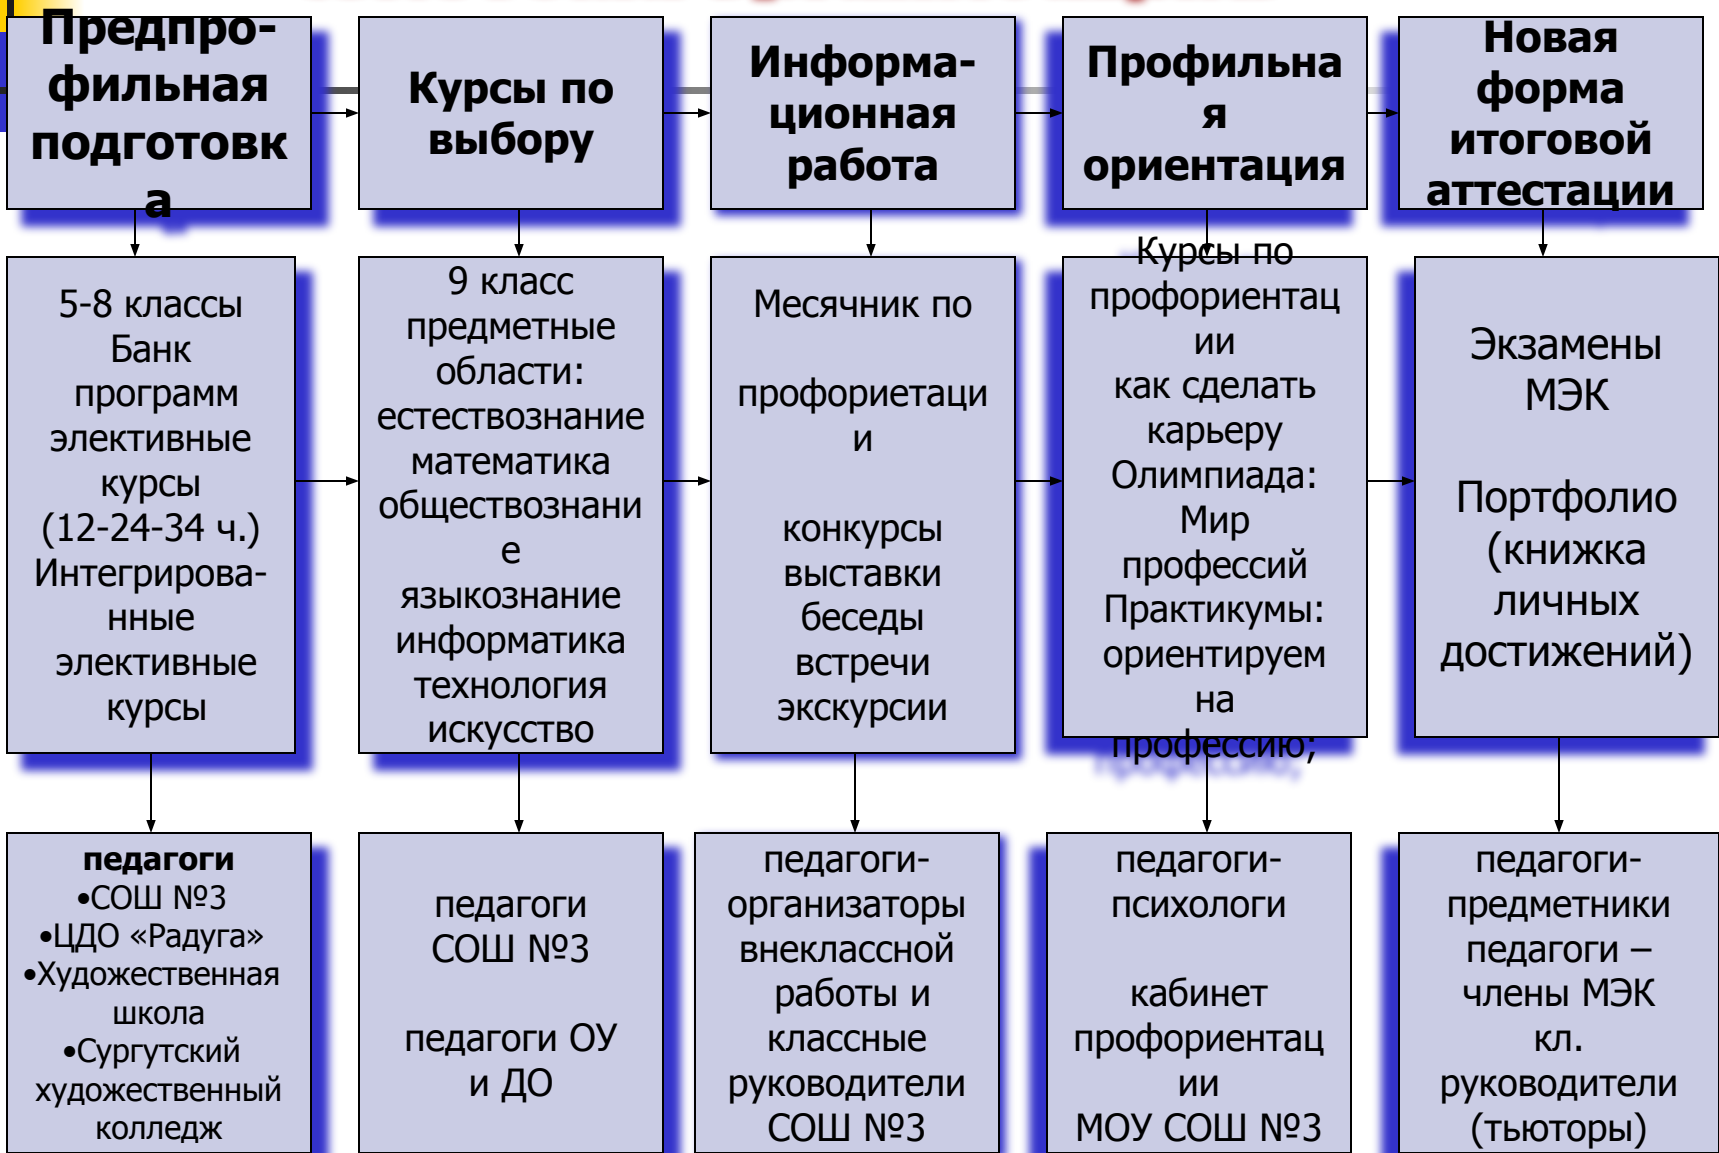 Предпро-
фильная
подготовк
а
Курсы по
выбору
Информа-
ционная
работа
Профильна
я
ориентация
Новая
форма
итоговой
аттестации
5-8 классы
Банк
программ
элективные
курсы
(12-24-34 ч.)
Интегрирова-
нные
элективные
курсы
9 класс
предметные
области:
естествознание
математика
обществознани
е
языкознание
информатика
технология
искусство
Месячник по
профориетаци
и
конкурсы
выставки
беседы
встречи
экскурсии
Курсы по
профориентац
ии
как сделать
карьеру
Олимпиада:
Мир
профессий
Практикумы:
ориентируем
на
профессию;
Экзамены
МЭК
Портфолио
(книжка
личных
достижений)
педагоги
•СОШ №3
•ЦДО «Радуга»
•Художественная
школа
•Сургутский
художественный
колледж
педагоги
СОШ №3
педагоги ОУ
и ДО
педагоги-
организаторы
внеклассной
работы и
классные
руководители
СОШ №3
педагоги-
психологи
кабинет
профориентац
ии
МОУ СОШ №3
педагоги-
предметники
педагоги –
члены МЭК
кл.
руководители
(тьюторы)